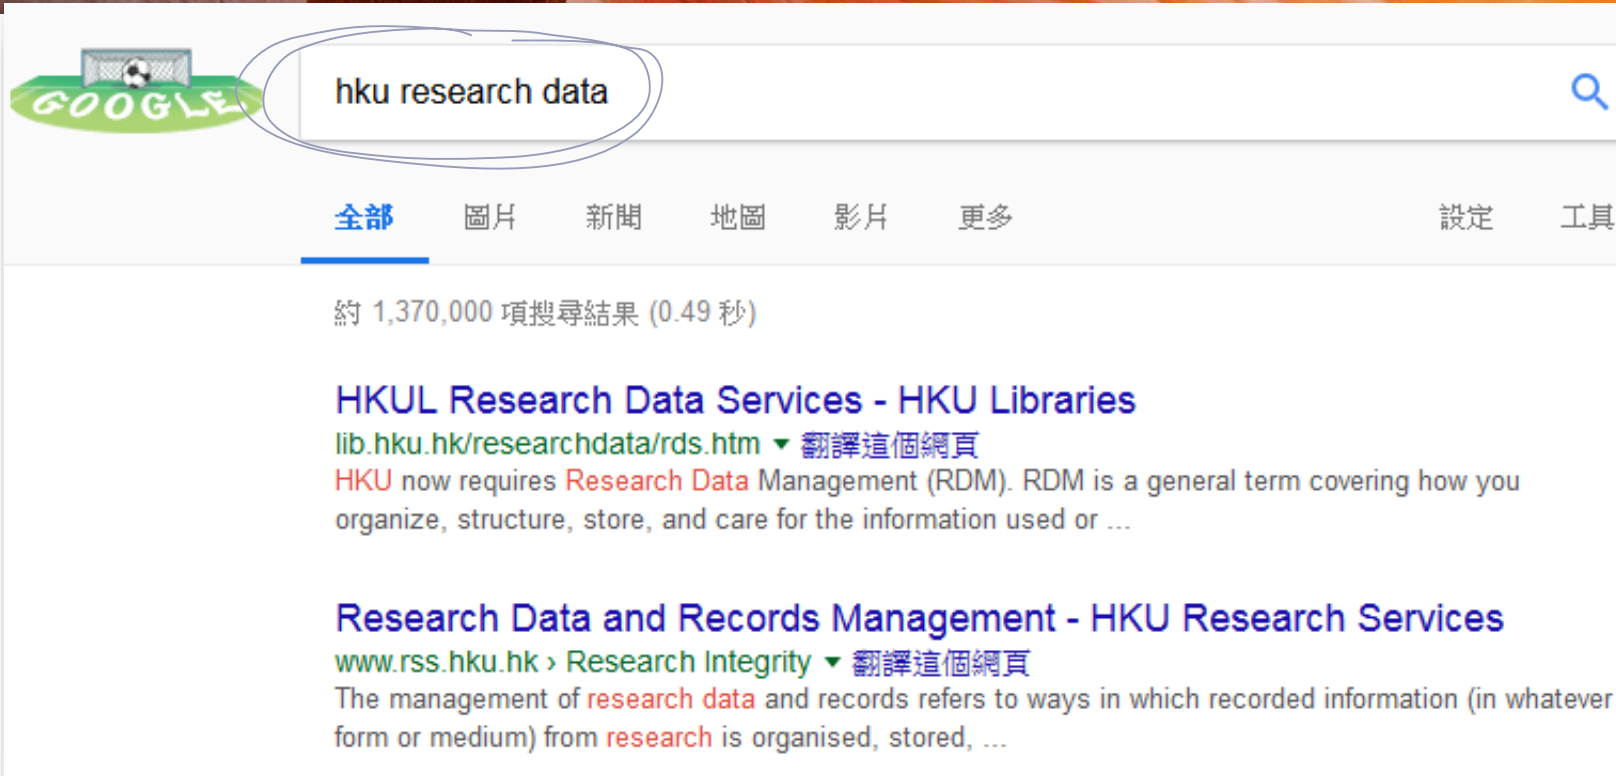 GOOGLE
hku research data
全部 圖片 新聞 地圖 影片 更多 設定 工具
約 1,370,000 項搜尋結果 (0.49 秒)
HKUL Research Data Services - HKU Libraries
lib.hku.hk/researchdata/rds.htm ▼ 翻譯這個網頁
HKU now requires Research Data Management (RDM). RDM is a general term covering how you
organize, structure, store, and care for the information used or ...
Research Data and Records Management - HKU Research Services
www.rss.hku.hk › Research Integrity ▼ 翻譯這個網頁
The management of research data and records refers to ways in which recorded information (in whatever
form or medium) from research is organised, stored, ...